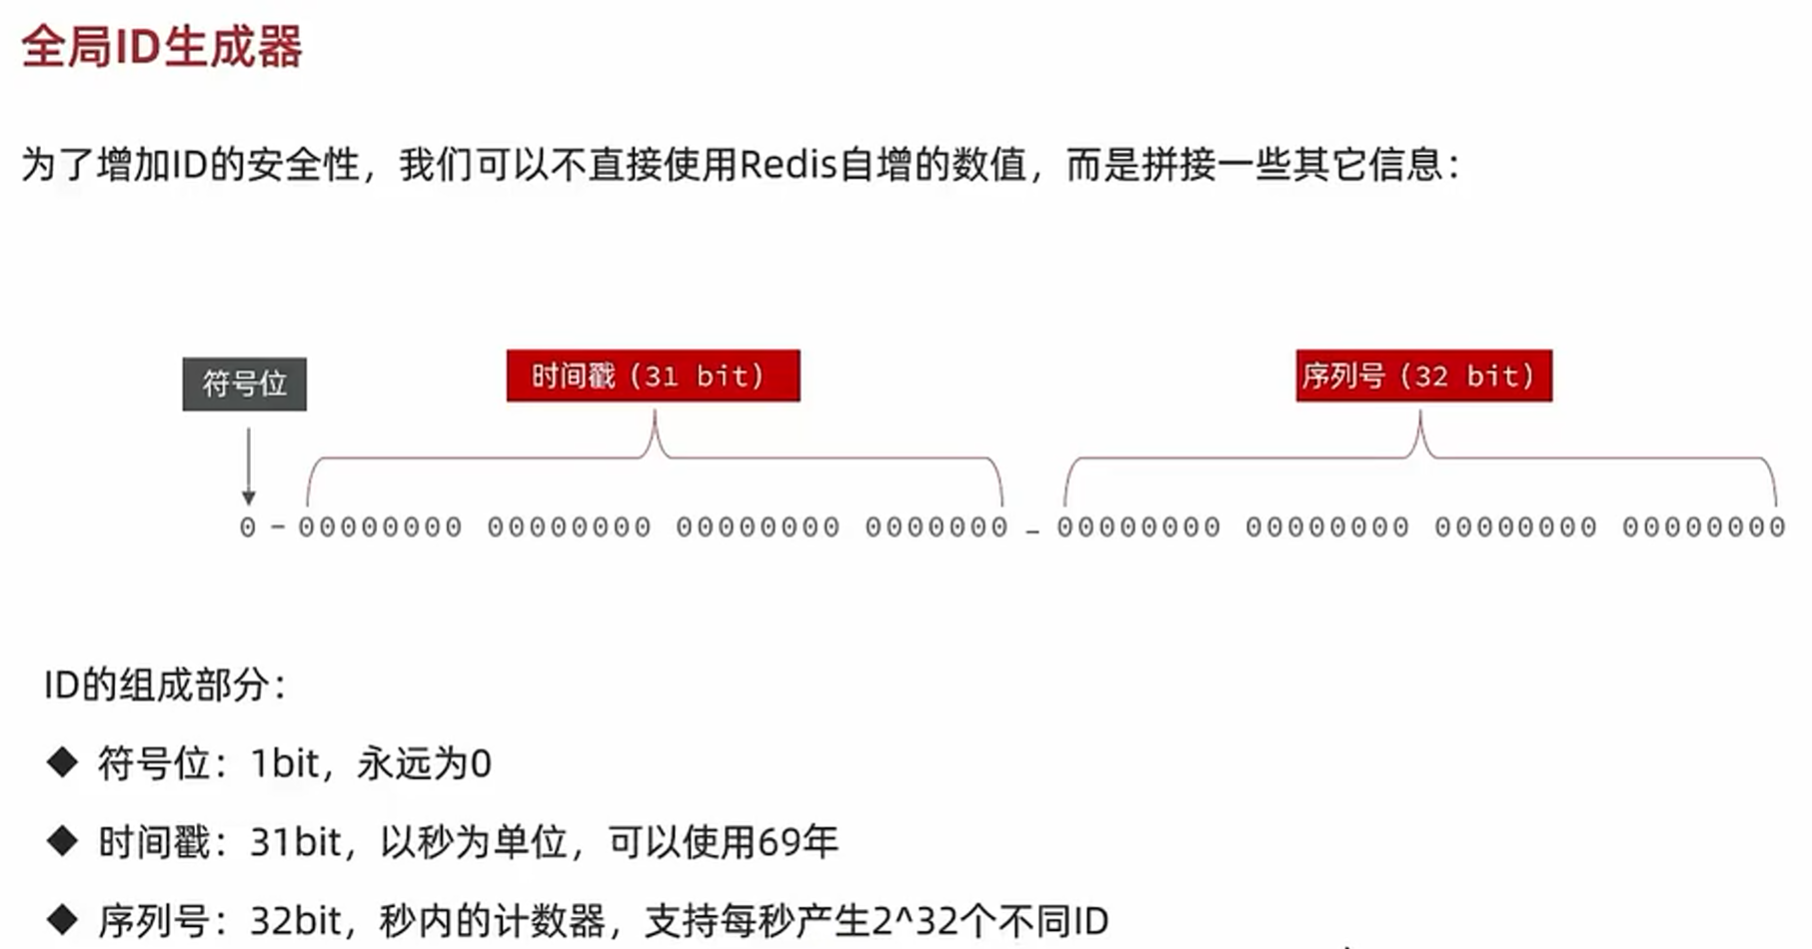 全局ID生成器
为了增加ID的安全性，我们可以不直接使用Redis自增的数值，而是拼接一些其它信息：
符号位
时间戳（31 bit）
序列号（32 bit）
0 - 00000000 00000000 00000000 0000000 - 00000000 00000000 00000000 00000000
ID的组成部分：
◆ 符号位：1bit，永远为0
◆ 时间戳：31bit，以秒为单位，可以使用69年
◆ 序列号：32bit，秒内的计数器，支持每秒产生2^32个不同ID